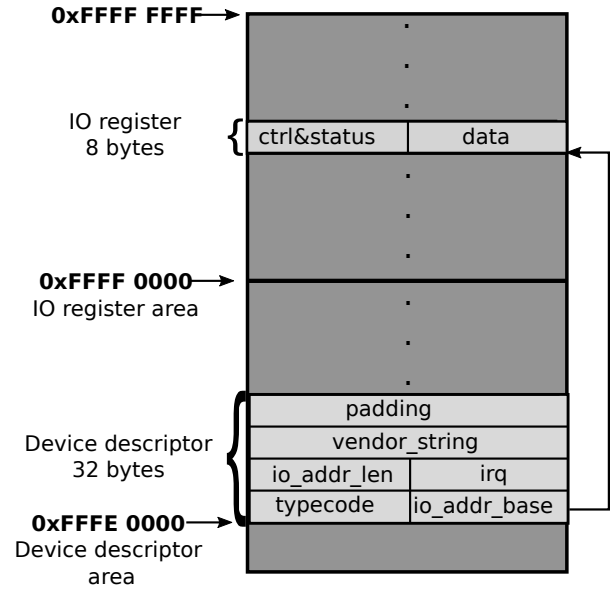 0xFFFF FFFF
IO register
8 bytes
ctrl&status data
0xFFFF 0000
IO register area
padding
vendor_string
Device descriptor
32 bytes
io_addr_len irq
typecode io_addr_base
0xFFFE 0000
Device descriptor
area